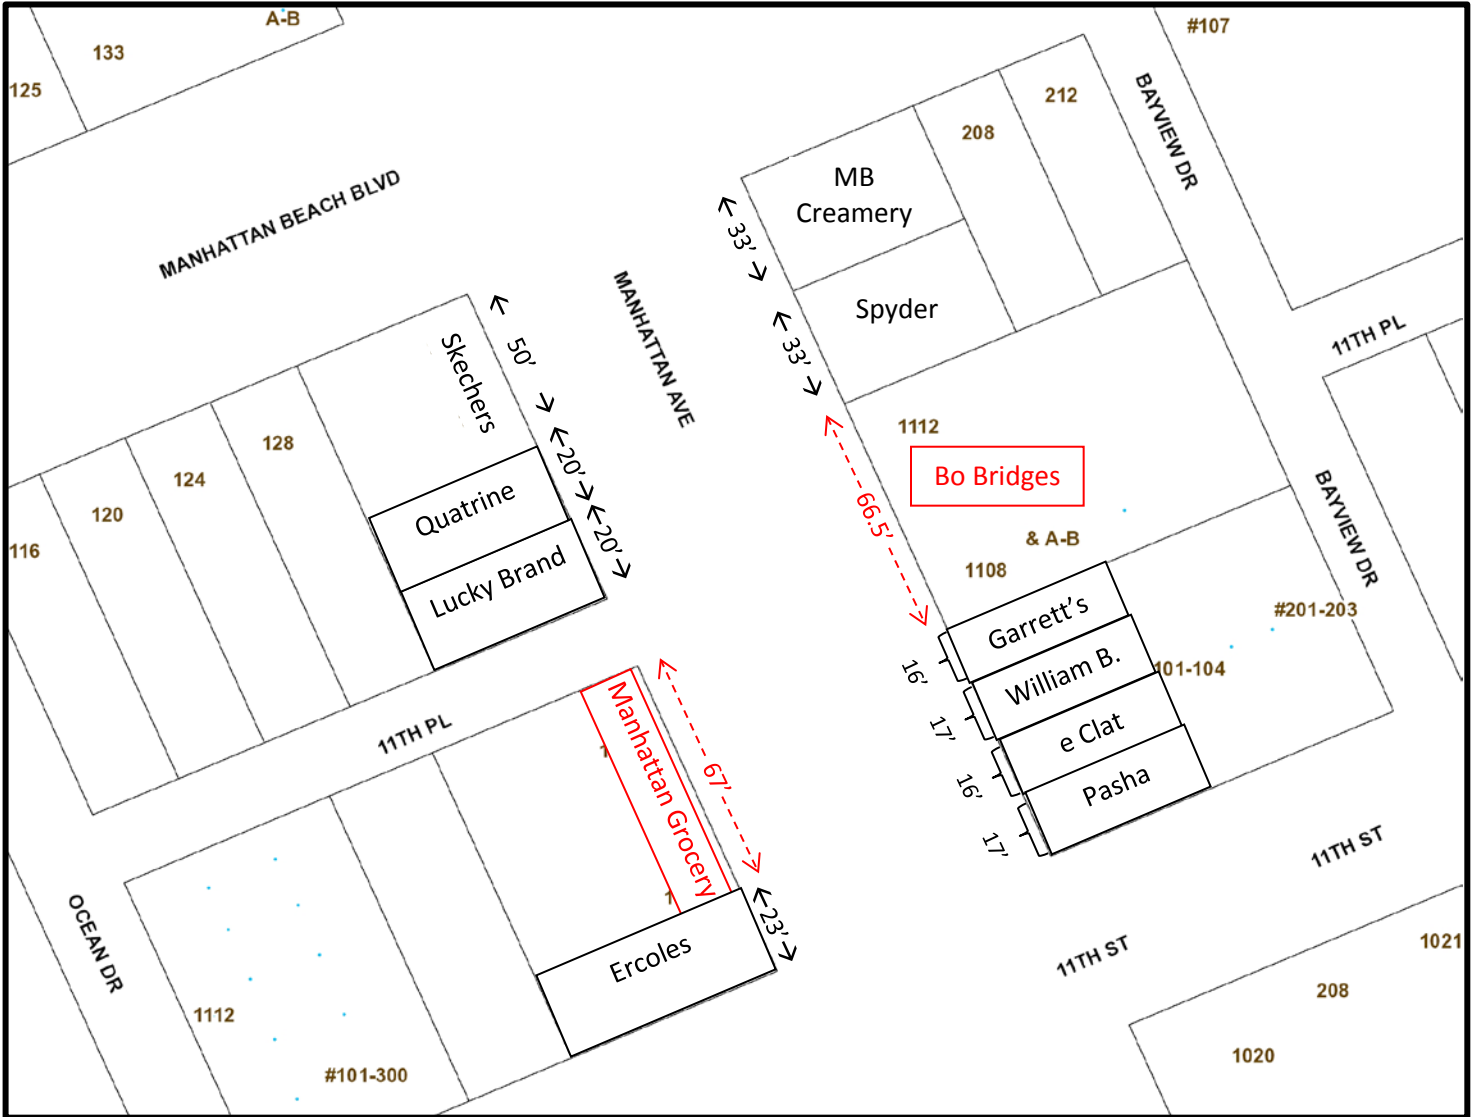 A-B
133
125
#107
BAYVIEW DR
212
208
MB
Creamery
MANHATTAN BEACH BLVD
33’
Spyder
MANHATTAN AVE
33’
11TH PL
50’
Skechers
128
124
120
116
20’
Quatrine
20’
Lucky Brand
1112
Bo Bridges
66.5’
& A-B
1108
BAYVIEW DR
#201-203
Garrett’s
16’
William B.
101-104
17’
e Clat
16’
Pasha
17’
11TH PL
Manhattan Grocery
67’
23’
Ercoles
11TH ST
11TH ST
OCEAN DR
1112
#101-300
1021
208
1020